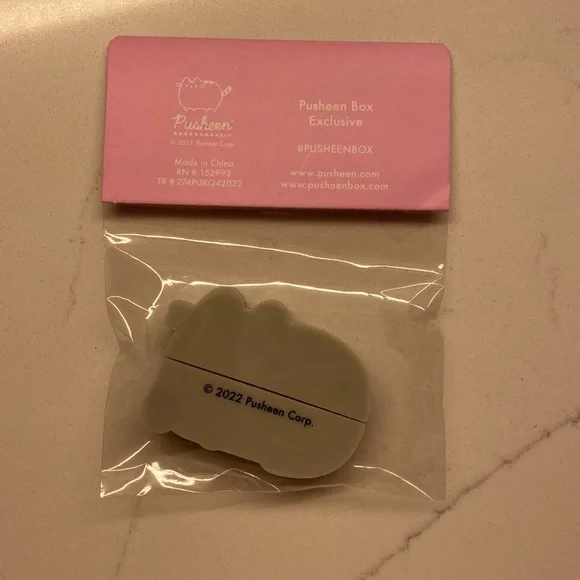 Pusheen
© 2022 Pusheen Corp.
Made in China
RN # 152992
TR # 274PUKQ42022
Pusheen Box
Exclusive
#PUSHEENBOX
www.pusheen.com
www.pusheenbox.com
© 2022 Pusheen Corp.